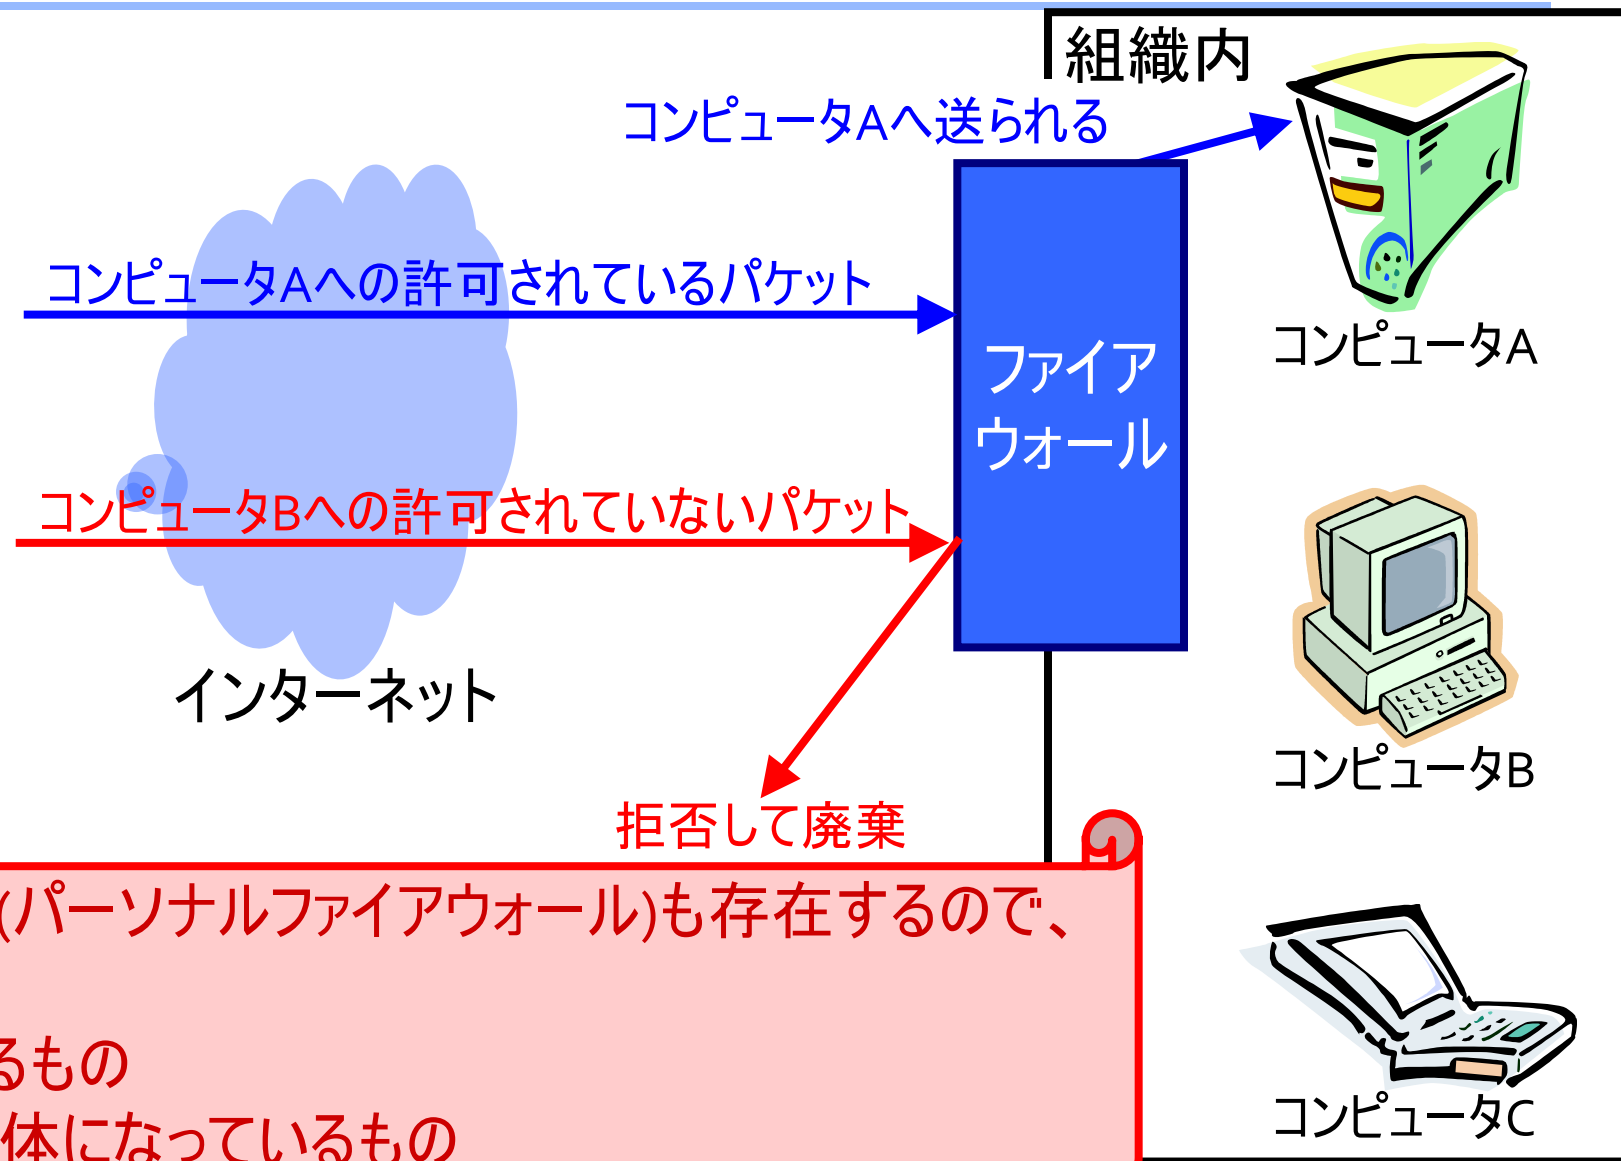 組織内
コンピュータAへ送られる
コンピュータAへの許可されているパケット
ファイア
ウォール
コンピュータA
コンピュータBへの許可されていないパケット
インターネット
コンピュータB
拒否して廃棄
(パーソナルファイアウォール)も存在するので、
るもの
体になっているもの
コンピュータC